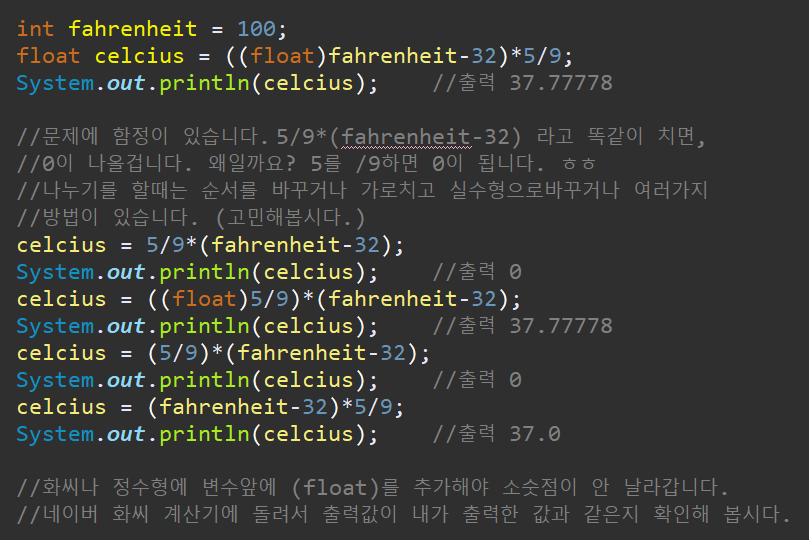 int fahrenheit = 100;
float celcius = ((float)fahrenheit-32)*5/9;
System.out.println(celcius);    //출력 37.77778
//문제에 함정이 있습니다. 5/9*(fahrenheit-32) 라고 똑같이 치면,
//0이 나올겁니다. 왜일까요? 5를 /9하면 0이 됩니다. ㅎㅎ
//나누기를 할때는 순서를 바꾸거나 가로치고 실수형으로바꾸거나 여러가지
//방법이 있습니다. (고민해봅시다.)
celcius = 5/9*(fahrenheit-32);
System.out.println(celcius);    //출력 0
celcius = ((float)5/9)*(fahrenheit-32);
System.out.println(celcius);    //출력 37.77778
celcius = (5/9)*(fahrenheit-32);
System.out.println(celcius);    //출력 0
celcius = (fahrenheit-32)*5/9;
System.out.println(celcius);    //출력 37.0
//화씨나 정수형에 변수앞에 (float)를 추가해야 소숫점이 안 날라갑니다.
//네이버 화씨 계산기에 돌려서 출력값이 내가 출력한 값과 같은지 확인해 봅시다.